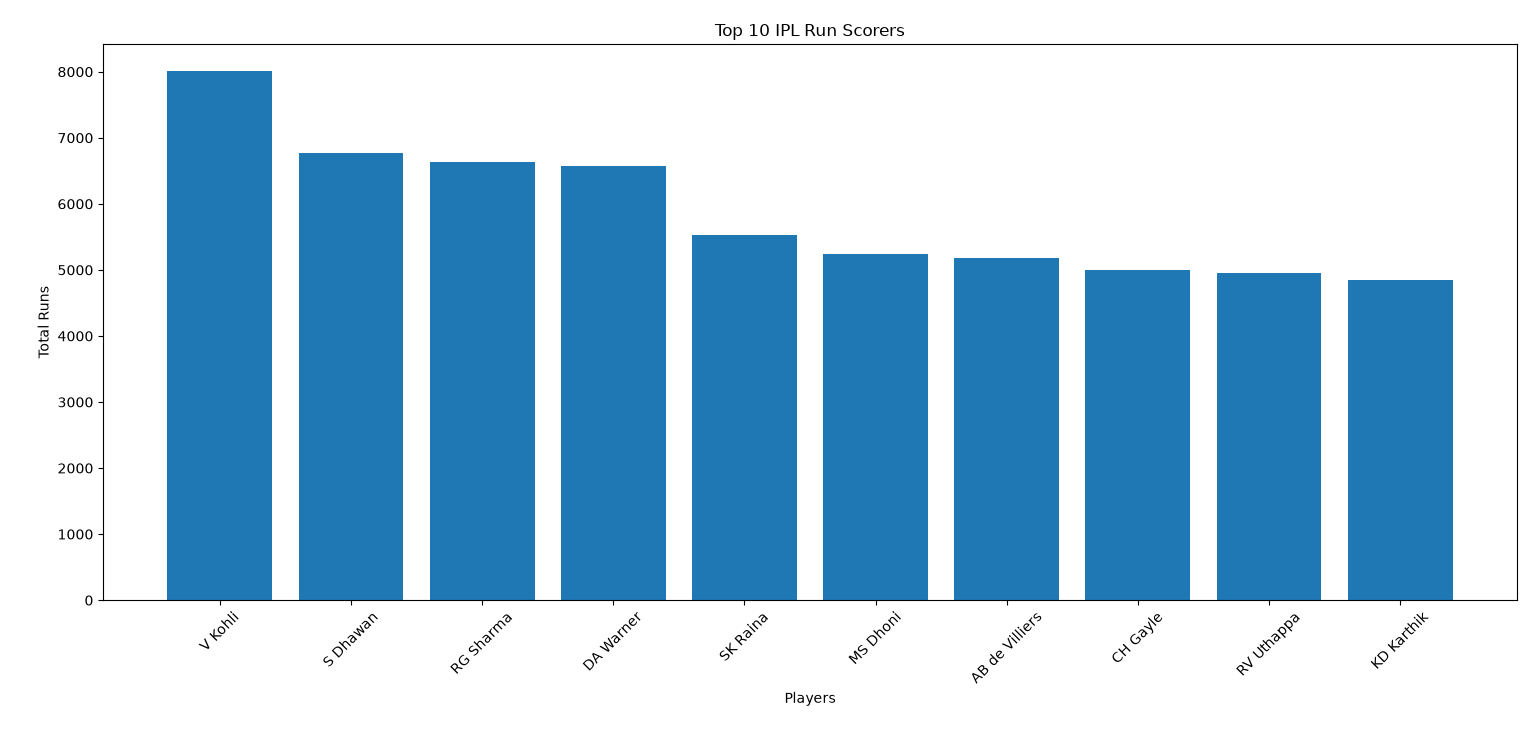 Top 10 IPL Run Scorers
8000
7000
6000
5000
4000
3000
2000
1000
0
Total Runs
V Kohli
S Dhawan
RG Sharma
DA Warner
SK Raina
MS Dhoni
AB de Villiers
CH Gayle
RV Uthappa
KD Karthik
Players